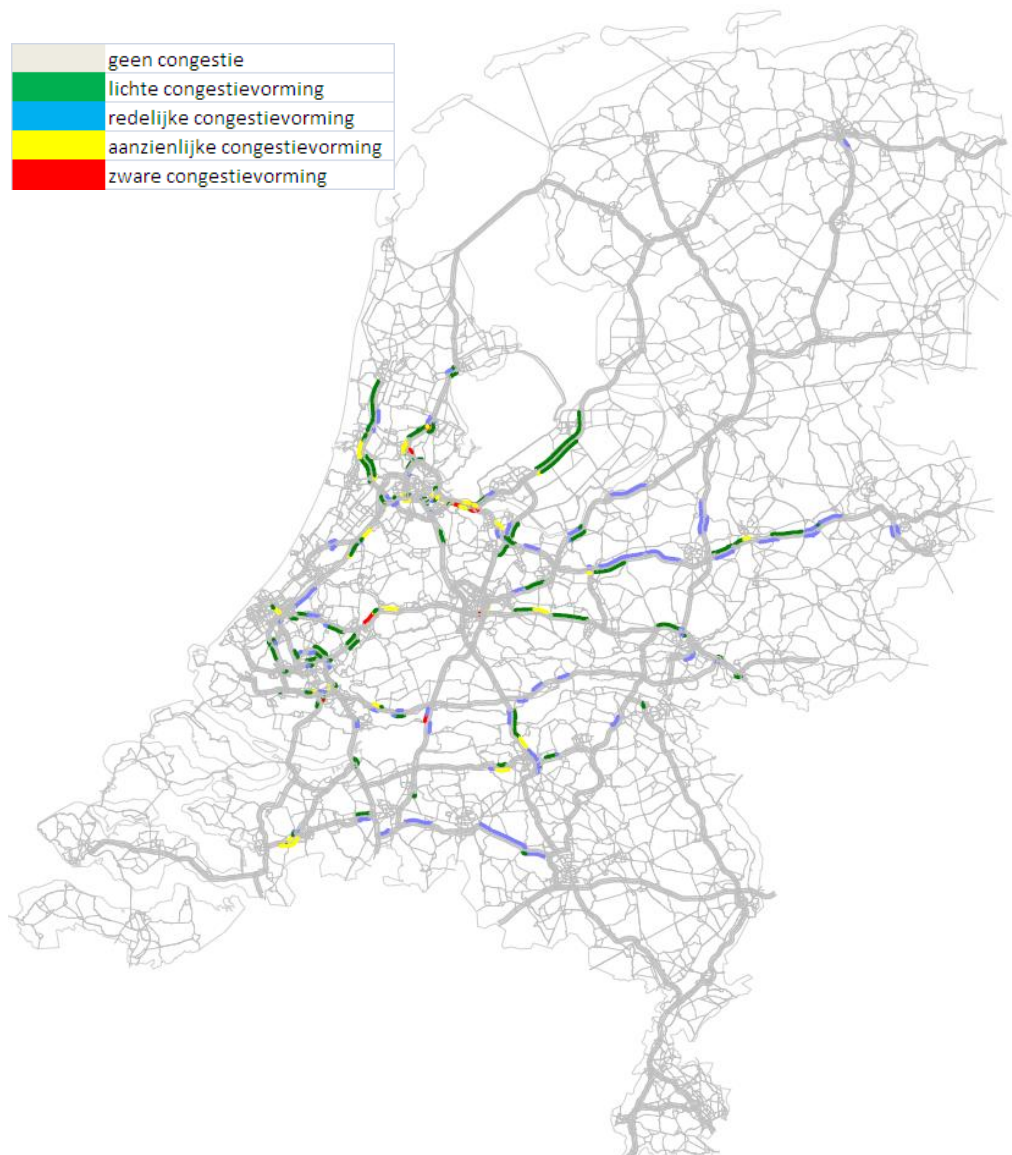 geen congestie
lichte congestievorming
redelijke congestievorming
aanzienlijke congestievorming
zware congestievorming